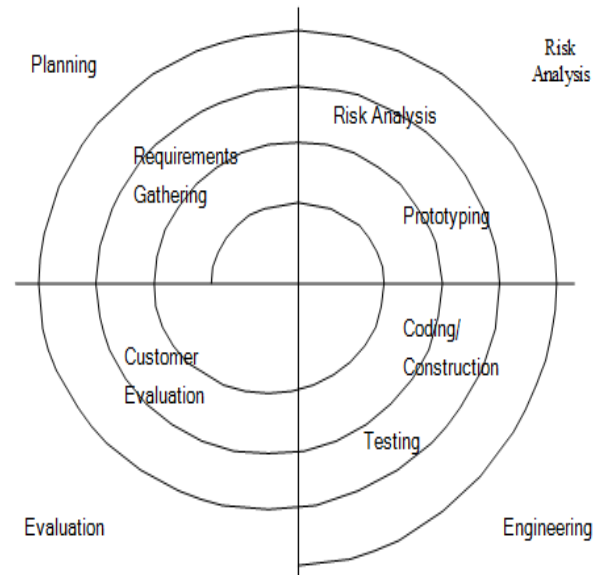 Planning
Risk
Analysis
Risk Analysis
Requirements
Gathering
Prototyping
Coding/
Construction
Customer
Evaluation
Testing
Evaluation
Engineering